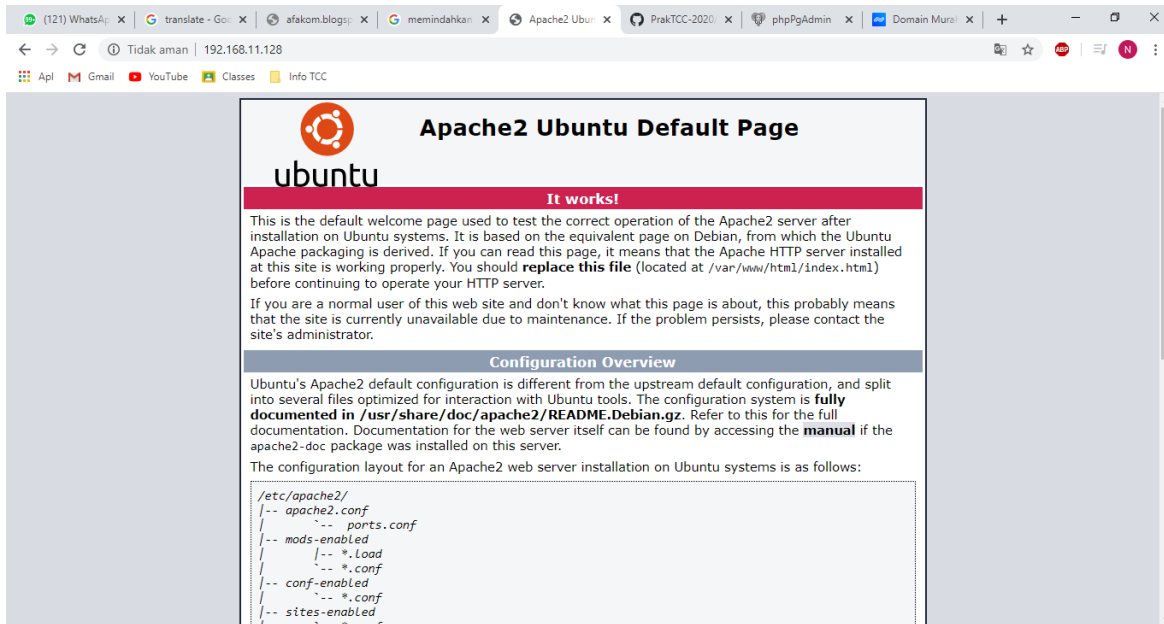 (121) WhatsAp
translate - Goo
afakom.blogsp
memindahkan
Apache2 Ubun
PrakTCC-2020
phpPgAdmin
Domain Murah
Tidak aman
192.168.11.128
ABP
N
Apl
Gmail
YouTube
Classes
Info TCC
ubuntu
Apache2 Ubuntu Default Page
It works!
This is the default welcome page used to test the correct operation of the Apache2 server after
installation on Ubuntu systems. It is based on the equivalent page on Debian, from which the Ubuntu
Apache packaging is derived. If you can read this page, it means that the Apache HTTP server installed
at this site is working properly. You should replace this file (located at /var/www/html/index.html)
before continuing to operate your HTTP server.
If you are a normal user of this web site and don't know what this page is about, this probably means
that the site is currently unavailable due to maintenance. If the problem persists, please contact the
site's administrator.
Configuration Overview
Ubuntu's Apache2 default configuration is different from the upstream default configuration, and split
into several files optimized for interaction with Ubuntu tools. The configuration system is fully
documented in /usr/share/doc/apache2/README.Debian.gz. Refer to this for the full
documentation. Documentation for the web server itself can be found by accessing the manual if the
apache2-doc package was installed on this server.
The configuration layout for an Apache2 web server installation on Ubuntu systems is as follows:
/etc/apache2/
|-- apache2.conf
|       `--  ports.conf
|-- mods-enabled
|       |-- *.load
|       `-- *.conf
|-- conf-enabled
|       `-- *.conf
|-- sites-enabled